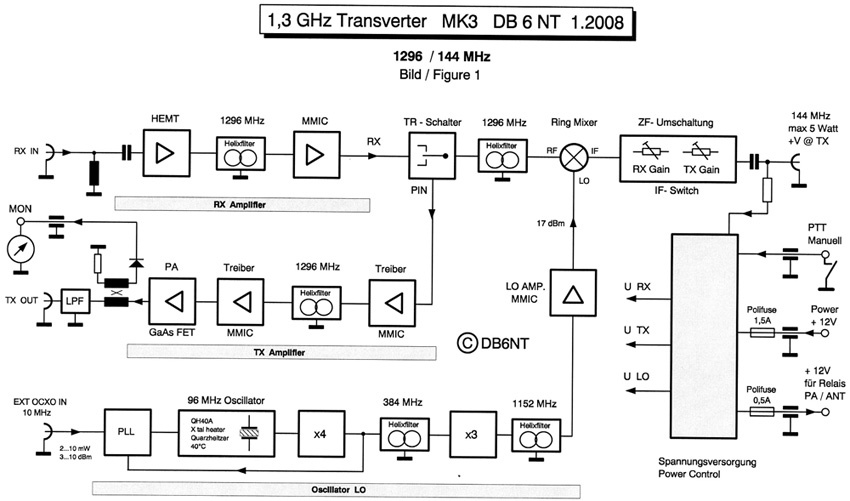 1,3 GHz Transverter MK3 DB 6 NT 1.2008
1296 / 144 MHz
Bild / Figure 1
HEMT
1296 MHz
MMIC
TR - Schalter
1296 MHz
Ring Mixer
ZF- Umschaltung
144 MHz
max 5 Watt
+V @ TX
RX IN
Helixfilter
RX
Helixfilter
RF
IF
LO
RX Gain
TX Gain
IF- Switch
PIN
RX Amplifier
MON
17 dBm
PTT
Manuell
PA
Treiber
1296 MHz
Treiber
LO AMP.
MMIC
U RX
TX OUT
LPF
Helixfilter
GaAs FET
MMIC
MMIC
Polifuse
1,5A
Power
+ 12V
U TX
TX Amplifier
© DB6NT
U LO
Polifuse
0,5A
+ 12V
für Relais
PA / ANT
EXT OCXO IN
10 MHz
96 MHz Oscillator
384 MHz
1152 MHz
PLL
QH40A
X tal heater
Querzheitzer
40°C
x4
Helixfilter
x3
Helixfilter
2...10 mW
3...10 dBm
Spannungsversorgung
Power Control
Oscillator LO